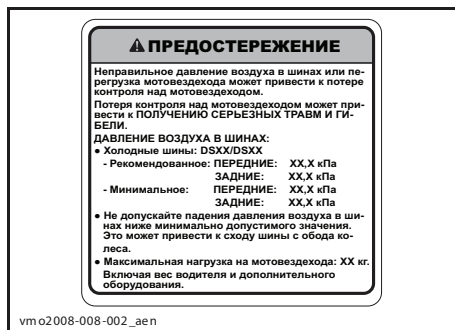 ⚠ ПРЕДОСТЕРЕЖЕНИЕ
Неправильное давление воздуха в шинах или пе-
регрузка мотовездехода может привести к потере
контроля над мотовездеходом.
Потеря контроля над мотовездеходом может при-
вести к ПОЛУЧЕНИЮ СЕРЬЕЗНЫХ ТРАВМ И ГИ-
БЕЛИ.
ДАВЛЕНИЕ ВОЗДУХА В ШИНАХ:
● Холодные шины: DSXX/DSXX
- Рекомендованное: ПЕРЕДНИЕ: XX,X кПа
ЗАДНИЕ: XX,X кПа
- Минимальное: ПЕРЕДНИЕ: XX,X кПа
ЗАДНИЕ: XX,X кПа
● Не допускайте падения давления воздуха в ши-
нах ниже минимально допустимого значения.
Это может привести к сходу шины с обода ко-
леса.
● Максимальная нагрузка на мотовездехода: XX кг.
Включая вес водителя и дополнительного
оборудования.
vmo2008-008-002_aen